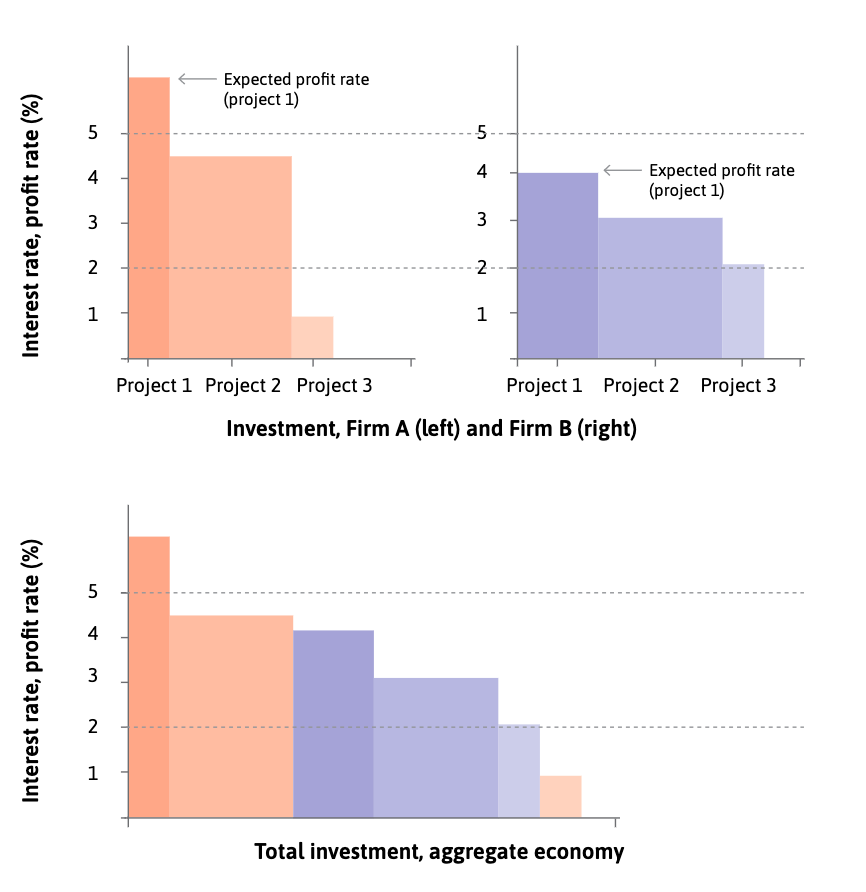 Interest rate, profit rate (%)
5
4
3
2
1
Expected profit rate
(project 1)
Project 1 Project 2 Project 3
5
4
3
2
1
Expected profit rate
(project 1)
Project 1 Project 2 Project 3
Investment, Firm A (left) and Firm B (right)
Interest rate, profit rate (%)
5
4
3
2
1
Total investment, aggregate economy